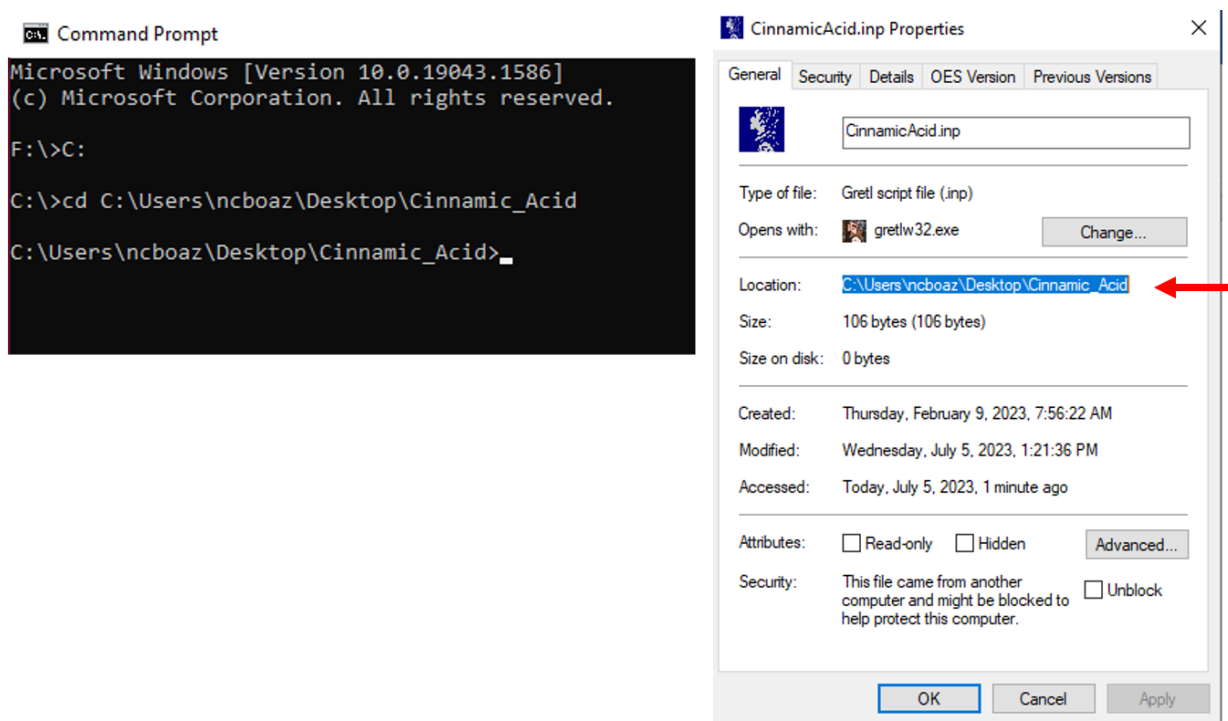 Command Prompt
Microsoft Windows [Version 10.0.19043.1586]
(c) Microsoft Corporation. All rights reserved.
F:\>C:
C:\>cd C:\Users\ncboaz\Desktop\Cinnamic_Acid
C:\Users\ncboaz\Desktop\Cinnamic_Acid>
CinnamicAcid.inp Properties
General Security Details OES Version Previous Versions
CinnamicAcid.inp
Type of file: Gretl script file (.inp)
Opens with: gretlw32.exe Change...
Location: C:\Users\ncboaz\Desktop\Cinnamic_Acid
Size: 106 bytes (106 bytes)
Size on disk: 0 bytes
Created: Thursday, February 9, 2023, 7:56:22 AM
Modified: Wednesday, July 5, 2023, 1:21:36 PM
Accessed: Today, July 5, 2023, 1 minute ago
Attributes: Read-only Hidden Advanced...
Security: This file came from another
computer and might be blocked to
help protect this computer.
Unblock
OK Cancel Apply